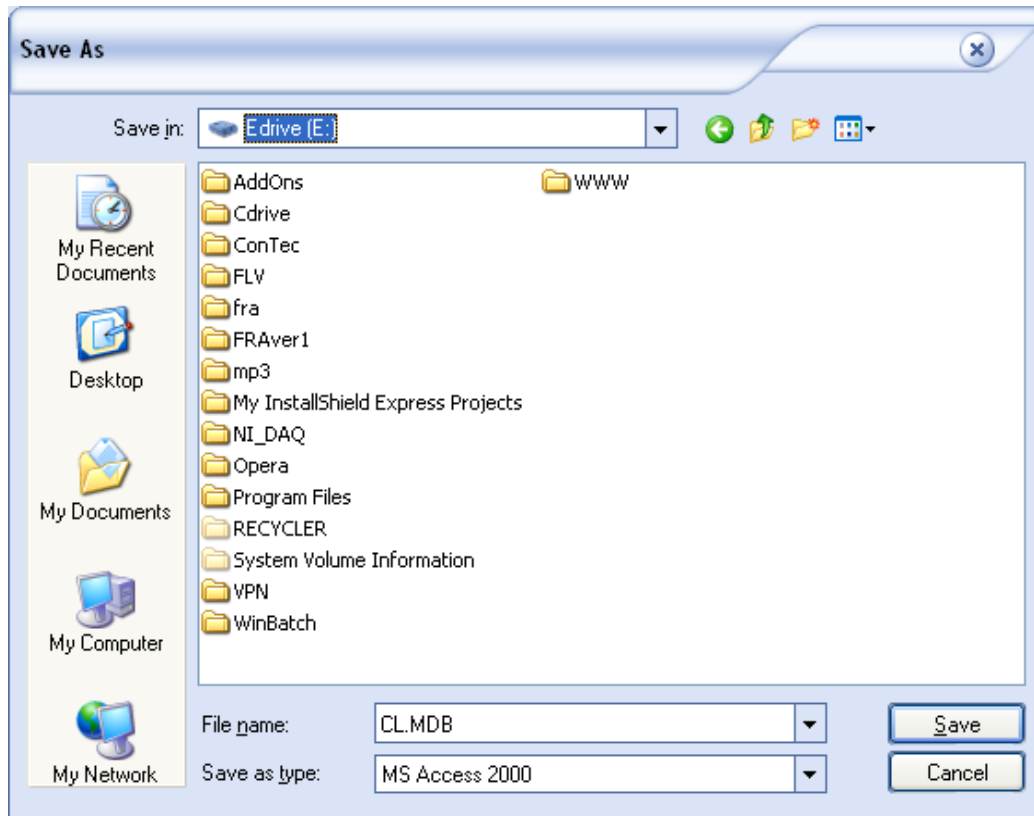 Save As
Save in:
Edrive (E:)
My Recent
Documents
Desktop
My Documents
My Computer
My Network
AddOns
Cdrive
ConTec
FLV
fra
FRAver1
mp3
My InstallShield Express Projects
NI_DAQ
Opera
Program Files
RECYCLER
System Volume Information
VPN
WinBatch
WWW
File name:
CL.MDB
Save
Save as type:
MS Access 2000
Cancel